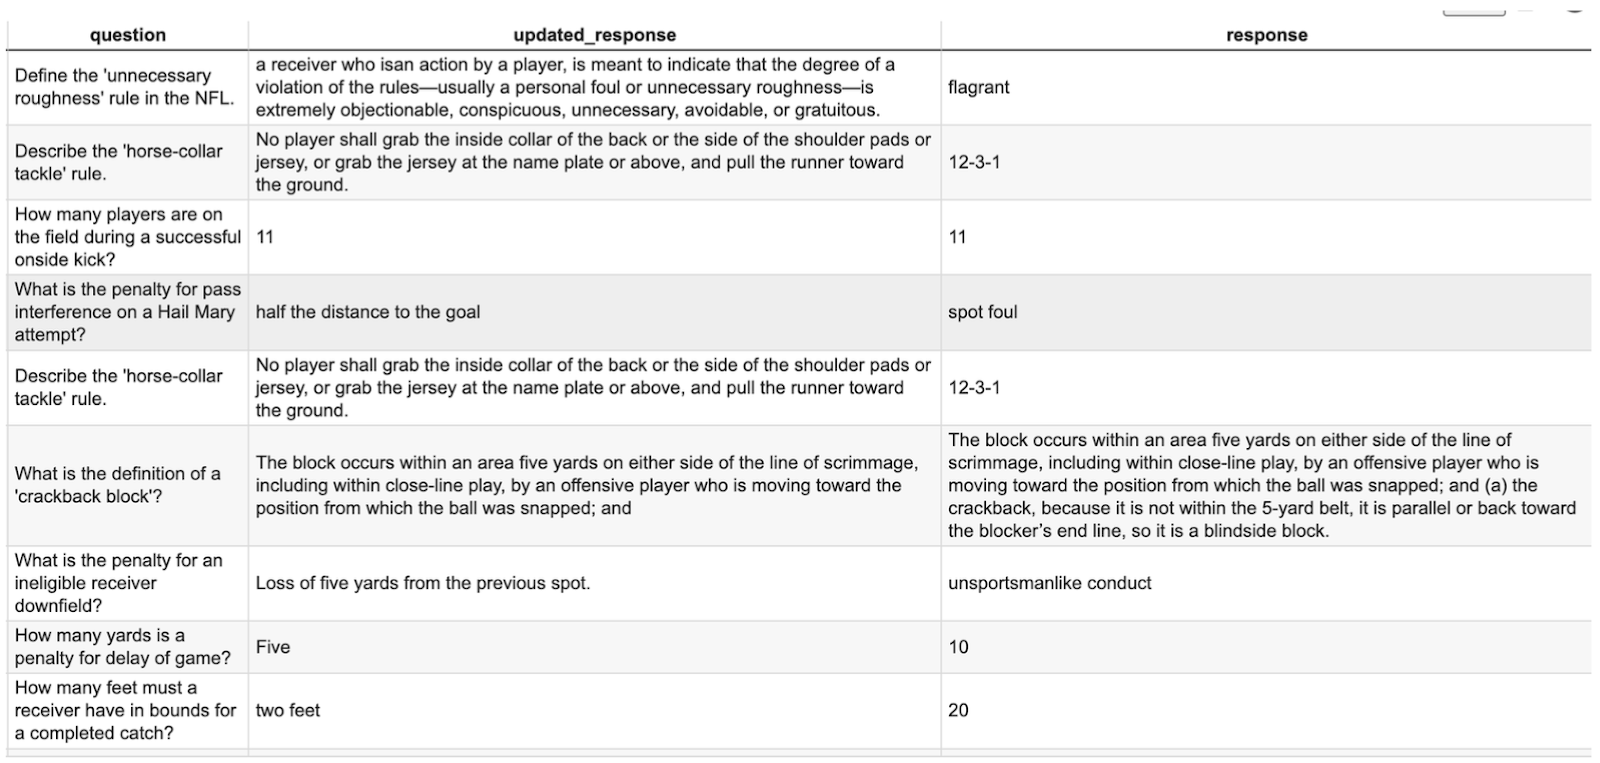 question updated_response response
Define the 'unnecessary
roughness' rule in the NFL.
a receiver who isan action by a player, is meant to indicate that the degree of a
violation of the rules—usually a personal foul or unnecessary roughness—is
extremely objectionable, conspicuous, unnecessary, avoidable, or gratuitous.
flagrant
Describe the 'horse-collar
tackle' rule.
No player shall grab the inside collar of the back or the side of the shoulder pads or
jersey, or grab the jersey at the name plate or above, and pull the runner toward
the ground.
12-3-1
How many players are on
the field during a successful
onside kick?
11
11
What is the penalty for pass
interference on a Hail Mary
attempt?
half the distance to the goal
spot foul
Describe the 'horse-collar
tackle' rule.
No player shall grab the inside collar of the back or the side of the shoulder pads or
jersey, or grab the jersey at the name plate or above, and pull the runner toward
the ground.
12-3-1
What is the definition of a
'crackback block'?
The block occurs within an area five yards on either side of the line of scrimmage,
including within close-line play, by an offensive player who is moving toward the
position from which the ball was snapped; and
The block occurs within an area five yards on either side of the line of
scrimmage, including within close-line play, by an offensive player who is
moving toward the position from which the ball was snapped; and (a) the
crackback, because it is not within the 5-yard belt, it is parallel or back toward
the blocker's end line, so it is a blindside block.
What is the penalty for an
ineligible receiver
downfield?
Loss of five yards from the previous spot.
unsportsmanlike conduct
How many yards is a
penalty for delay of game?
Five
10
How many feet must a
receiver have in bounds for
a completed catch?
two feet
20